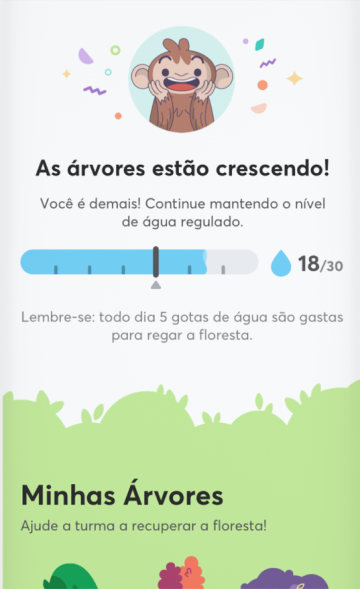 As árvores estão crescendo!
Você é demais! Continue mantendo o nível
de água regulado.
18/30
Lembre-se: todo dia 5 gotas de água são gastas
para regar a floresta.
Minhas Árvores
Ajude a turma a recuperar a floresta!